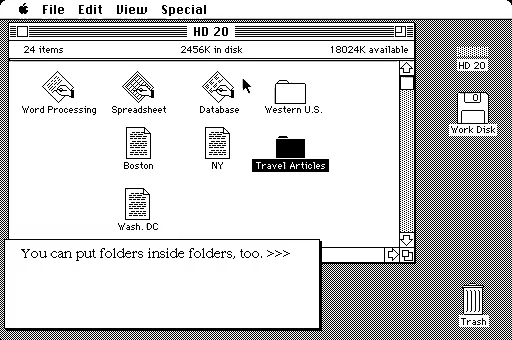 File Edit View Special
HD 20
24 items 2456K in disk 18024K available
HD 20
Word Processing Spreadsheet Database Western U.S.
Work Disk
Boston NY Travel Articles
Wash. DC
You can put folders inside folders, too. >>>
Trash